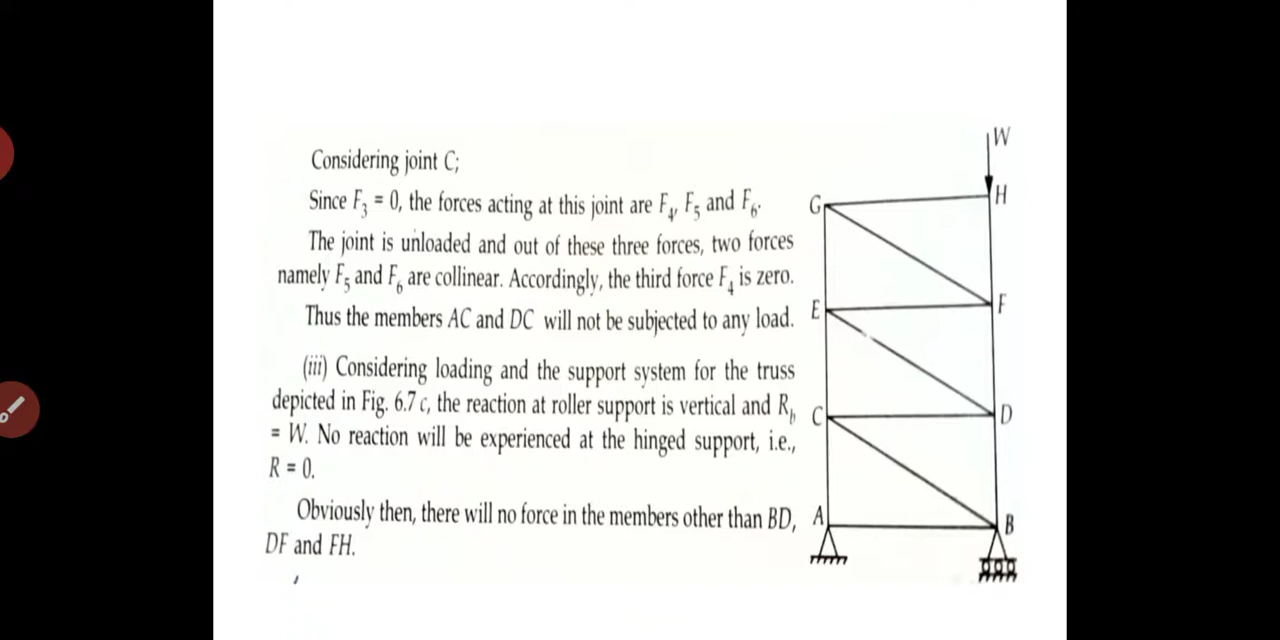 Considering joint C;
Since F₃ = 0, the forces acting at this joint are F₄, F₅ and F₆.
The joint is unloaded and out of these three forces, two forces
namely F₅ and F₆ are collinear. Accordingly, the third force F₄ is zero.
Thus the members AC and DC will not be subjected to any load.
(iii) Considering loading and the support system for the truss
depicted in Fig. 6.7 c, the reaction at roller support is vertical and R_b
= W. No reaction will be experienced at the hinged support, i.e.,
R = 0.
Obviously then, there will no force in the members other than BD,
DF and FH.
W
G H
E F
C D
A B